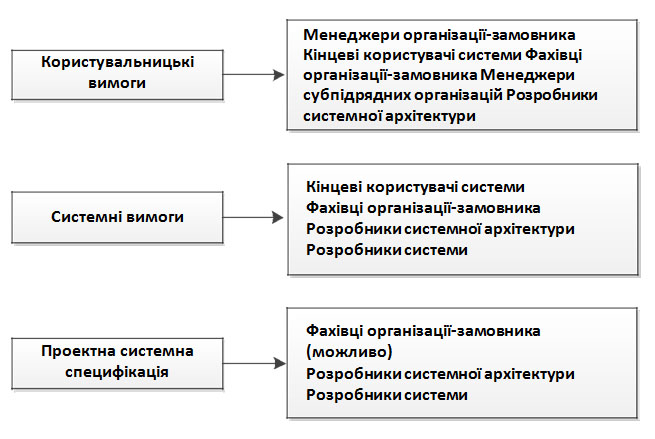 Користувальницькі
вимоги
Менеджери організації-замовника
Кінцеві користувачі системи Фахівці
організації-замовника Менеджери
субпідрядних організацій Розробники
системної архітектури
Системні вимоги
Кінцеві користувачі системи
Фахівці організації-замовника
Розробники системної архітектури
Розробники системи
Проектна системна
специфікація
Фахівці організації-замовника
(можливо)
Розробники системної архітектури
Розробники системи